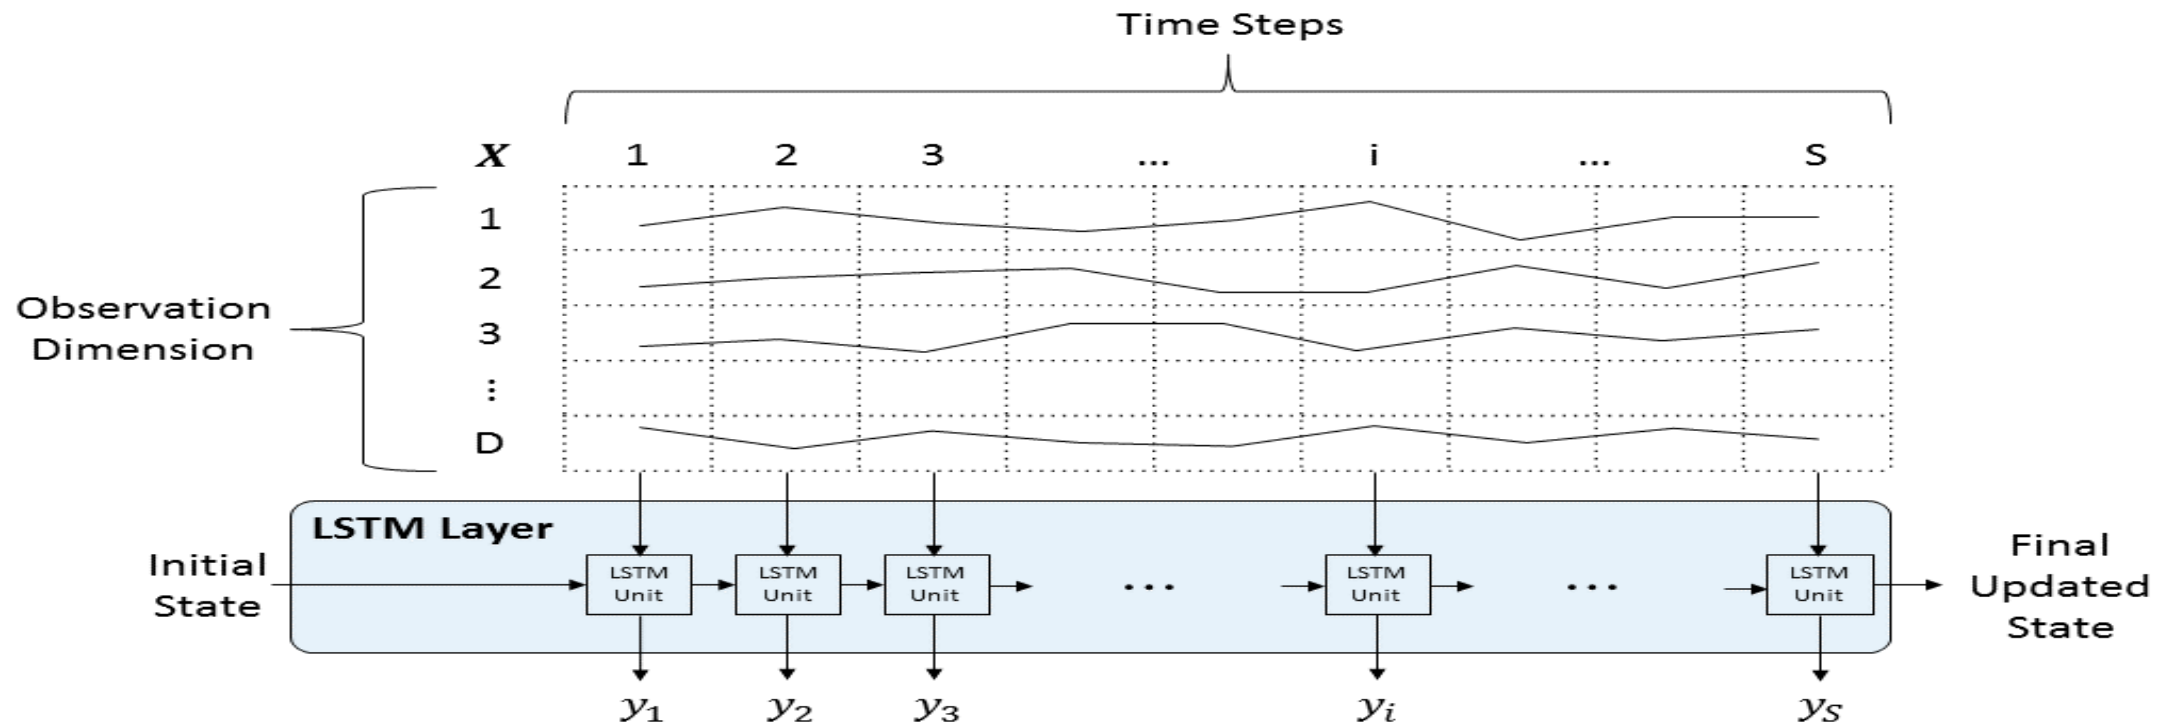 Time Steps
X 1 2 3 ... i ... S
1
2
Observation
Dimension
3
⋮
D
LSTM Layer
Initial
State
LSTM
Unit
LSTM
Unit
LSTM
Unit
...
LSTM
Unit
...
LSTM
Unit
Final
Updated
State
y1 y2 y3 yi yS